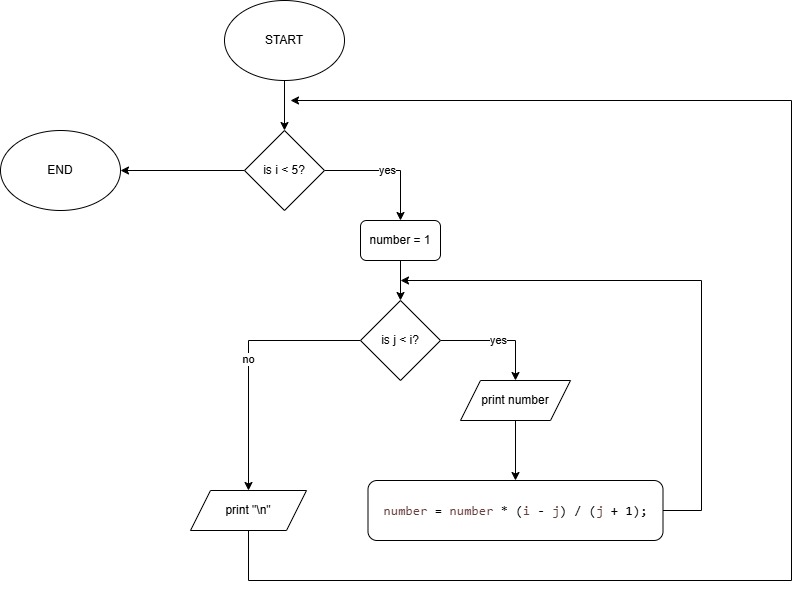 START
is i < 5?
END
yes
number = 1
is j < i?
yes
no
print number
print "\n"
number = number * (i - j) / (j + 1);